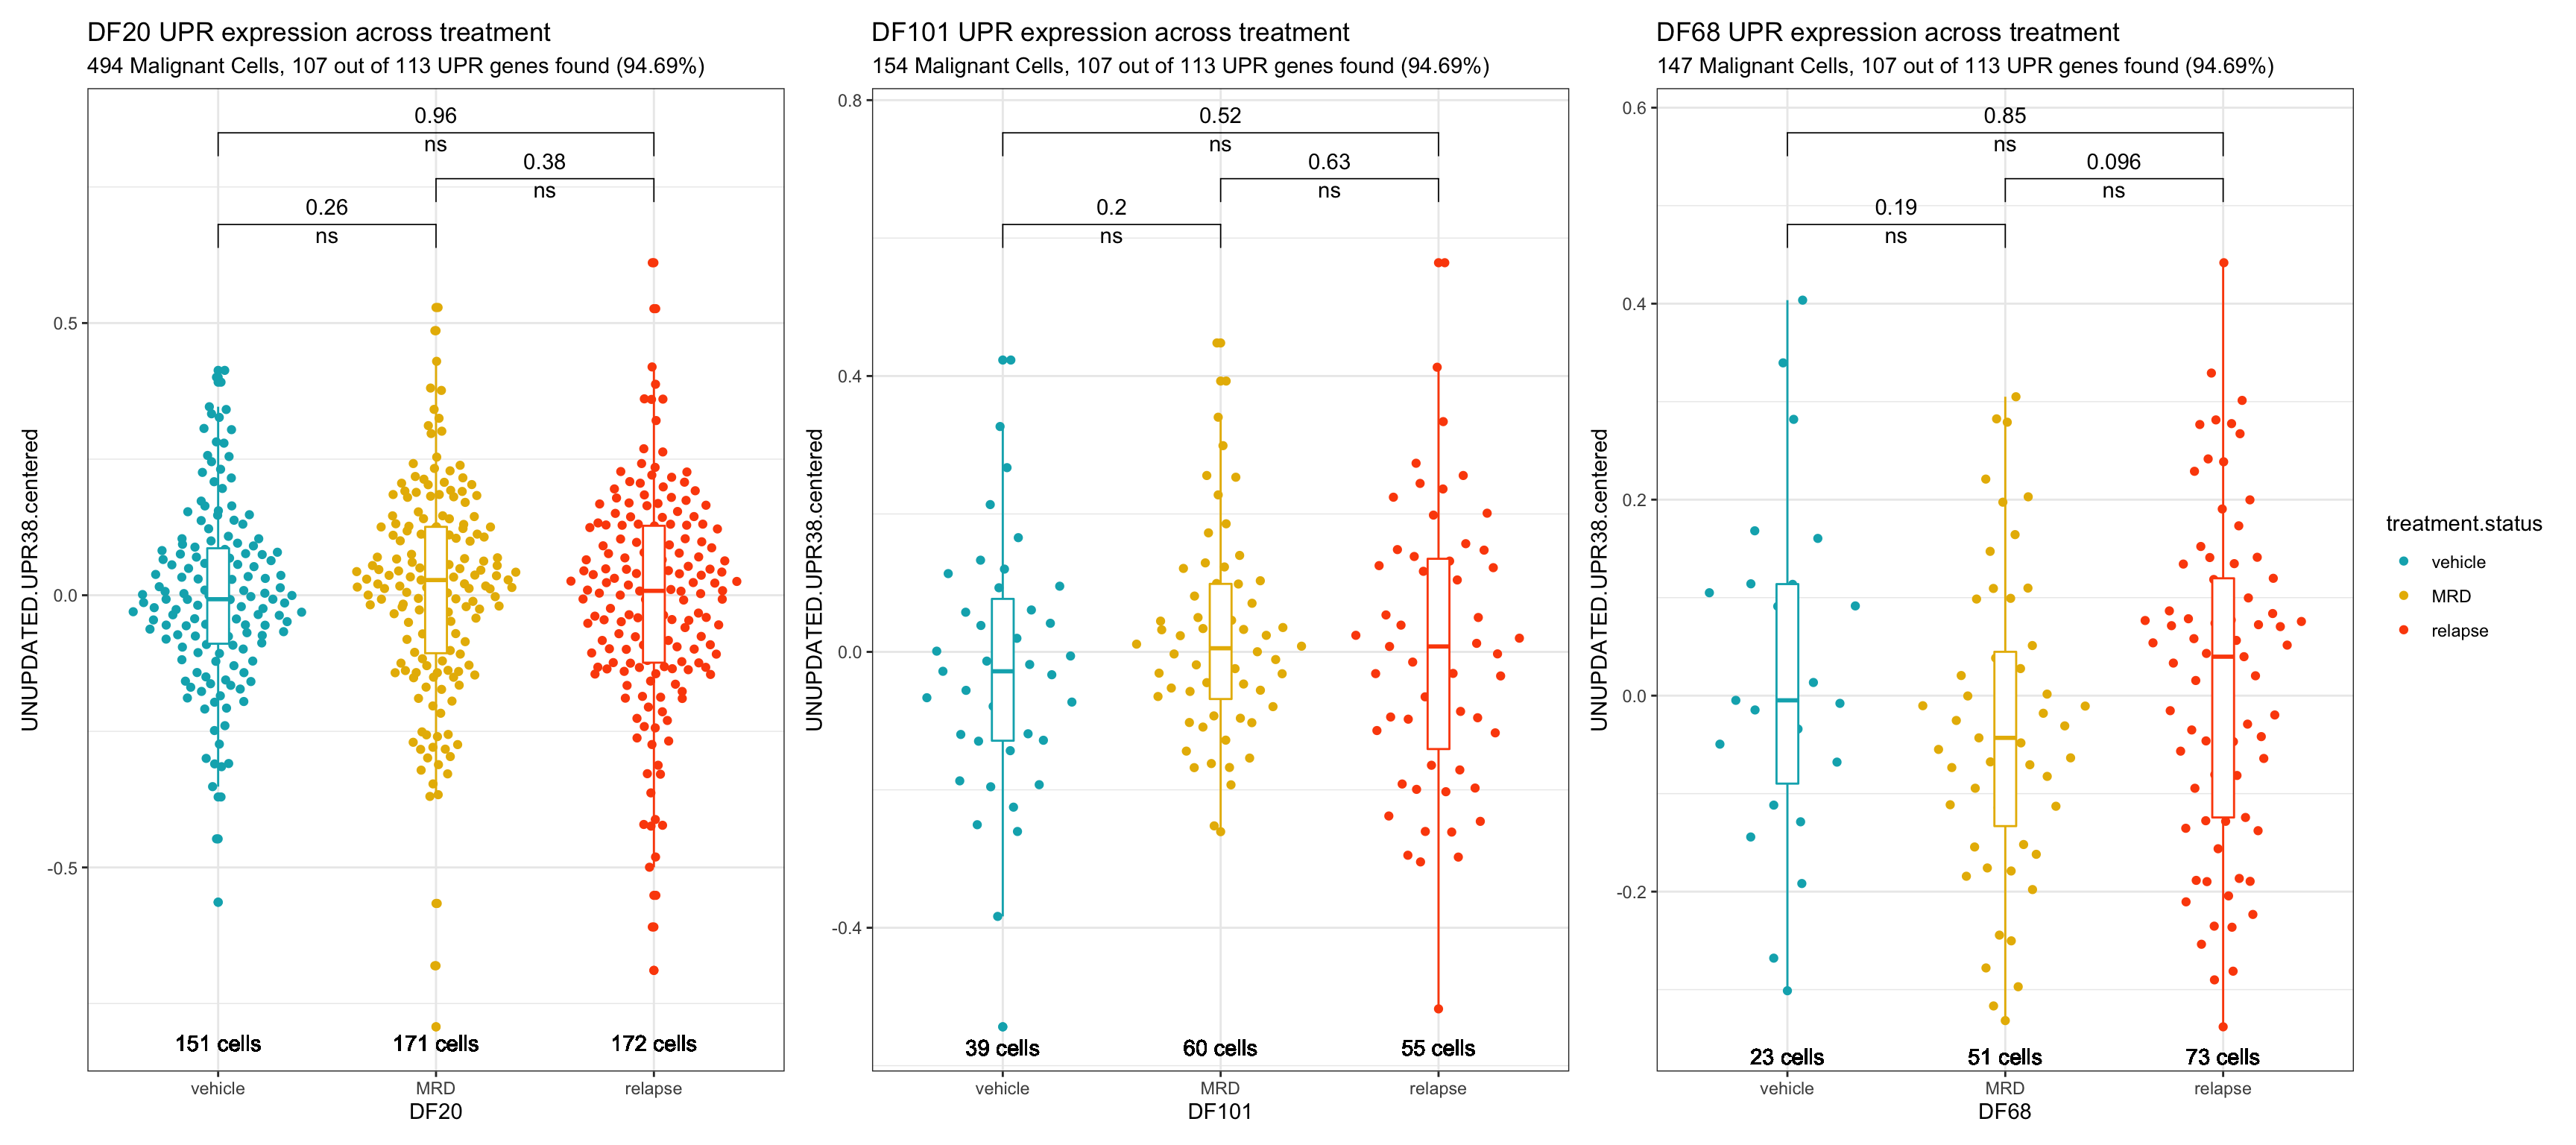 DF20 UPR expression across treatment
494 Malignant Cells, 107 out of 113 UPR genes found (94.69%)
0.96
ns
0.38
ns
0.26
ns
0.5
0.0
-0.5
UNUPDATED.UPR38.centered
151 cells
171 cells
172 cells
vehicle
MRD
relapse
DF20
DF101 UPR expression across treatment
154 Malignant Cells, 107 out of 113 UPR genes found (94.69%)
0.8
0.52
ns
0.63
ns
0.2
ns
0.4
0.0
-0.4
UNUPDATED.UPR38.centered
39 cells
60 cells
55 cells
vehicle
MRD
relapse
DF101
DF68 UPR expression across treatment
147 Malignant Cells, 107 out of 113 UPR genes found (94.69%)
0.6
0.85
ns
0.096
ns
0.19
ns
0.4
0.2
0.0
-0.2
UNUPDATED.UPR38.centered
23 cells
51 cells
73 cells
vehicle
MRD
relapse
DF68
treatment.status
vehicle
MRD
relapse